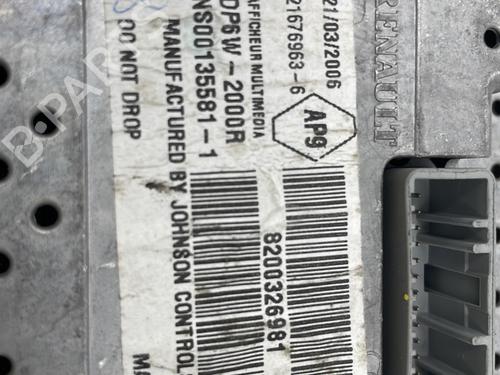 21/03/2006
21676963-6
AP9
AFFICHEUR MULTIMEDIA
DP6W-2000R
NS00135581-1
MANUFACTURED BY JOHNSON CONTROL
DO NOT DROP
8200326981
RENAULT